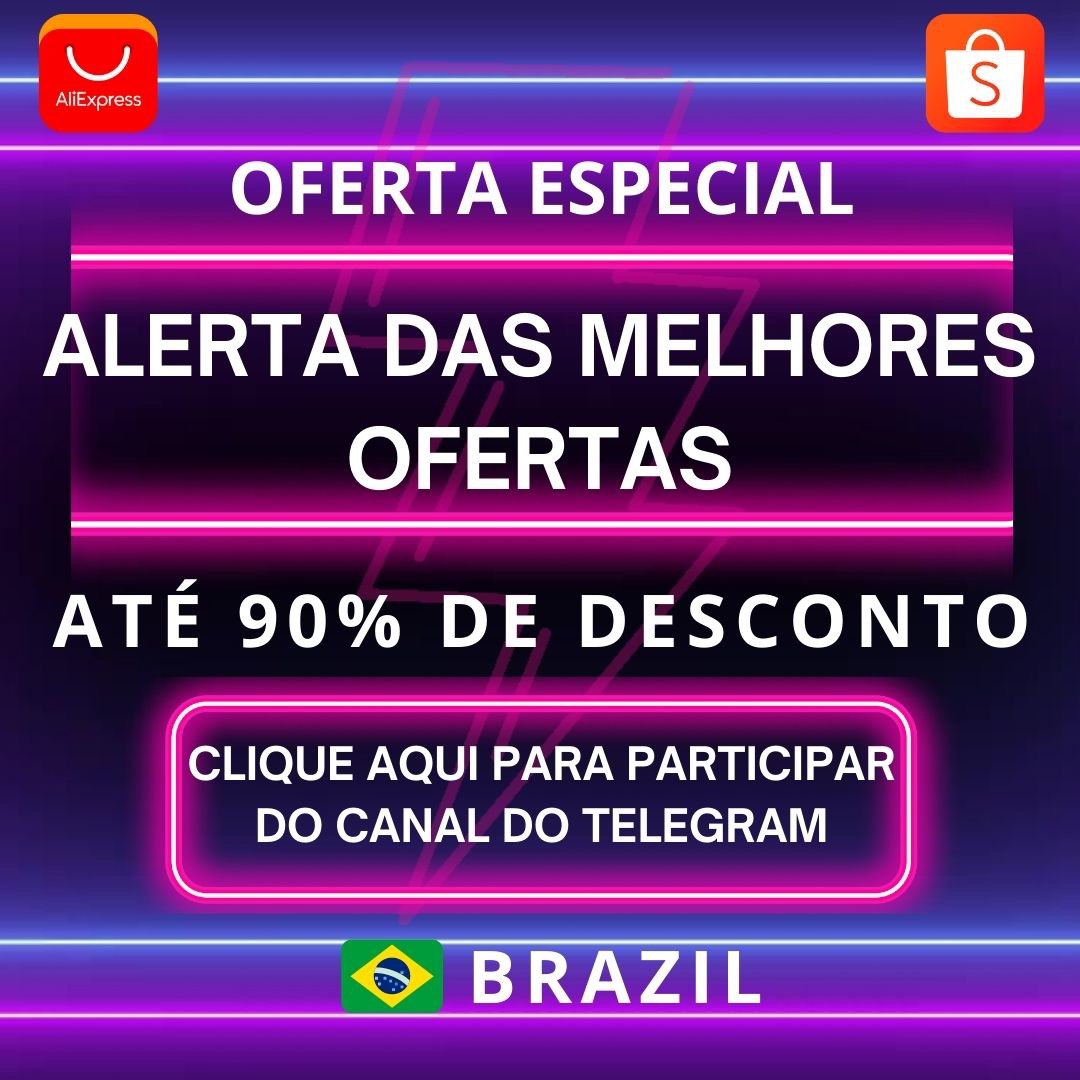 AliExpress
S
OFERTA ESPECIAL
ALERTA DAS MELHORES
OFERTAS
ATÉ 90% DE DESCONTO
CLIQUE AQUI PARA PARTICIPAR
DO CANAL DO TELEGRAM
BRAZIL